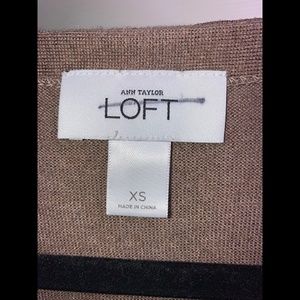 ANN TAYLOR
LOFT
XS
MADE IN CHINA